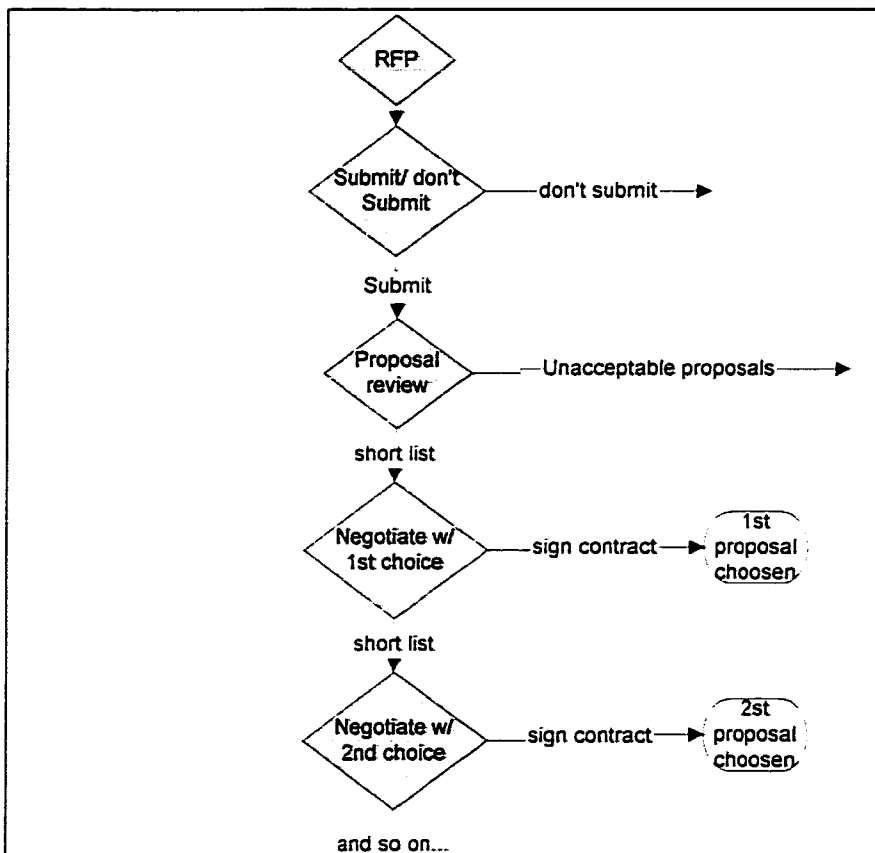 RFP
Submit/ don't
Submit
don't submit
Submit
Proposal
review
Unacceptable proposals
short list
Negotiate w/
1st choice
sign contract
1st
proposal
choosen
short list
Negotiate w/
2nd choice
sign contract
2st
proposal
choosen
and so on...